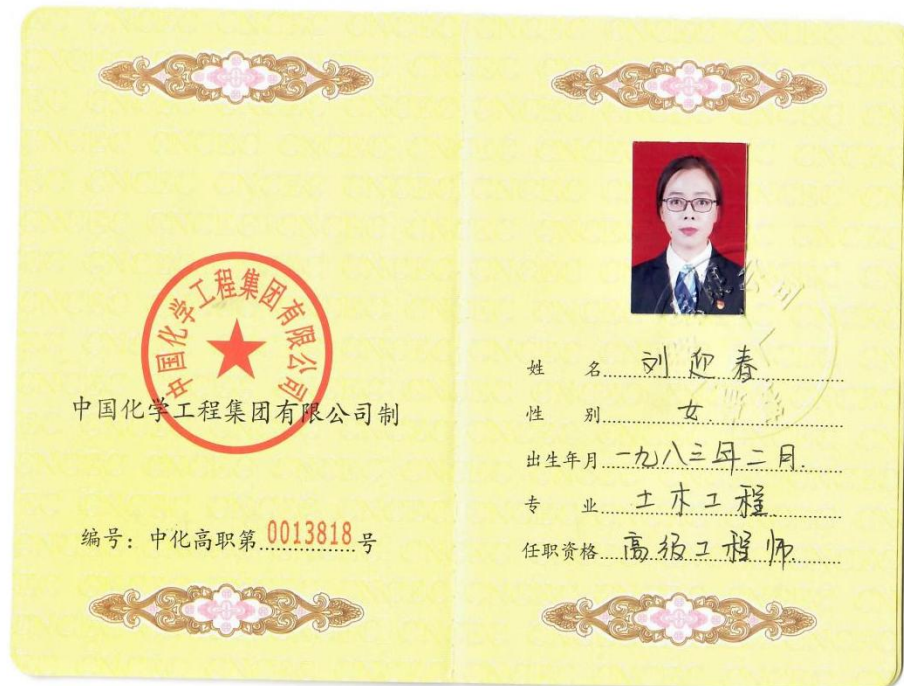 中国化学工程集团有限公司
中国化学工程集团有限公司制
编号：中化高职第0013818号
姓 名 刘迎春
性 别 女.
出生年月 一九八三年二月.
专 业 土木工程
任职资格 高级工程师.